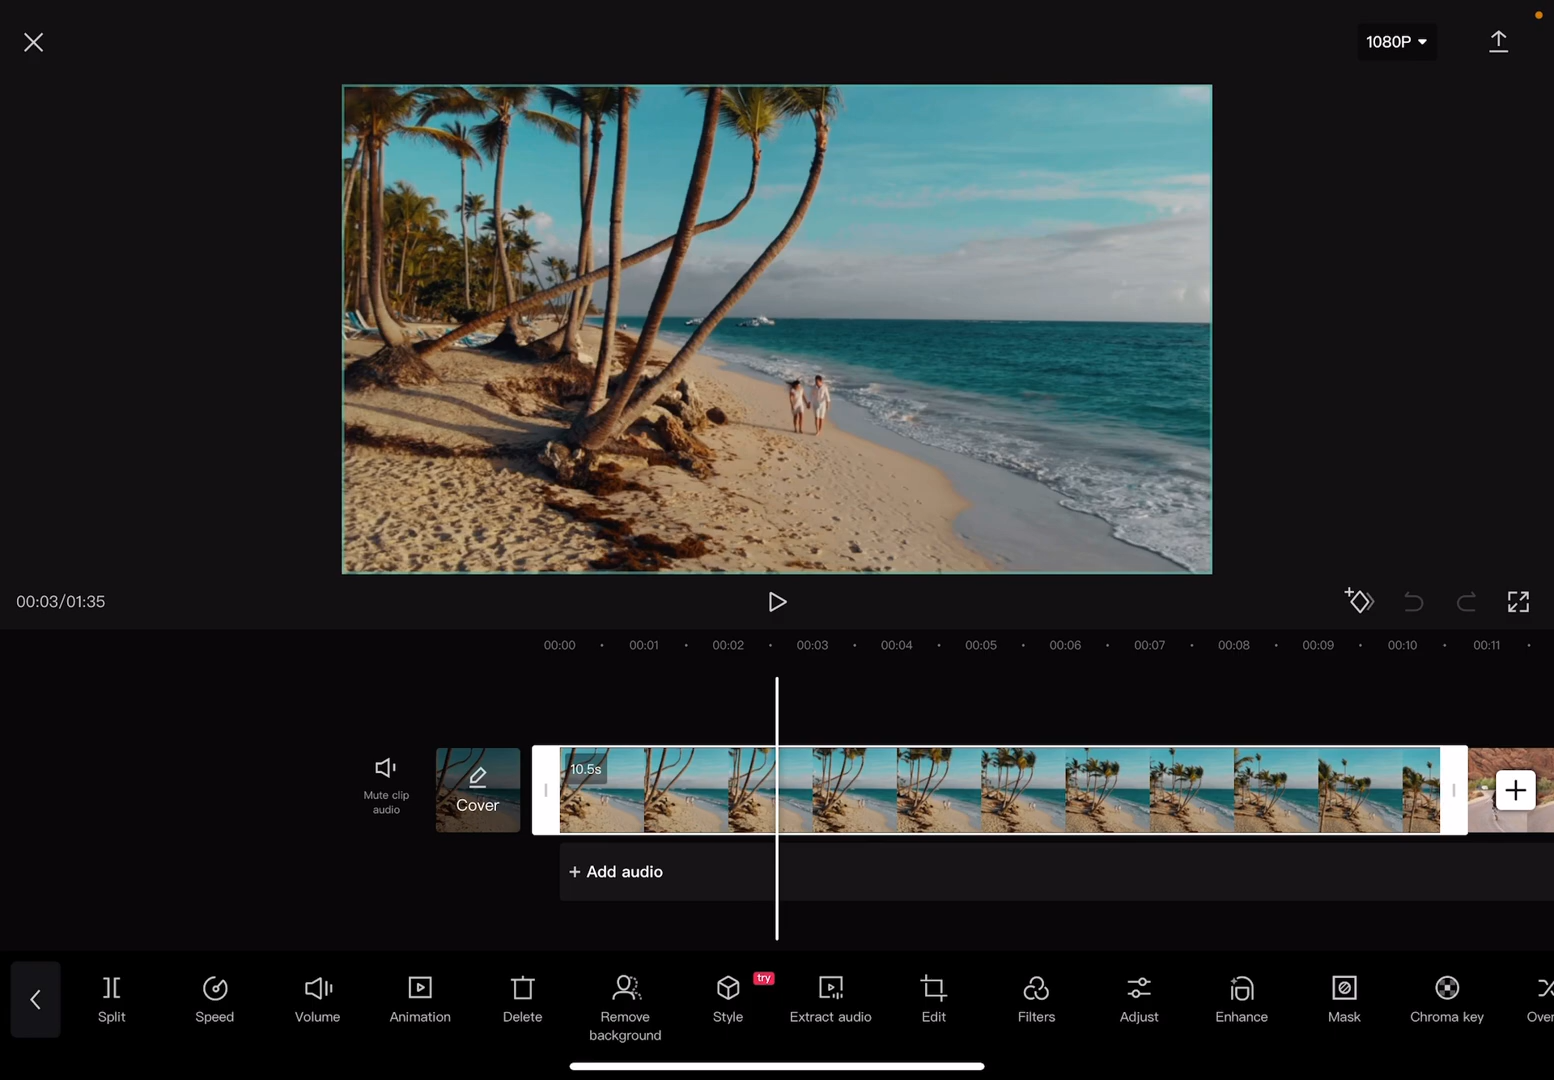 1080P
00:03/01:35
00:00 00:01 00:02 00:03 00:04 00:05 00:06 00:07 00:08 00:09 00:10 00:11
10.5s
Mute clip
audio
Cover
+ Add audio
try
Split Speed Volume Animation Delete Remove Style Extract audio Edit Filters Adjust Enhance Mask Chroma key Over
background